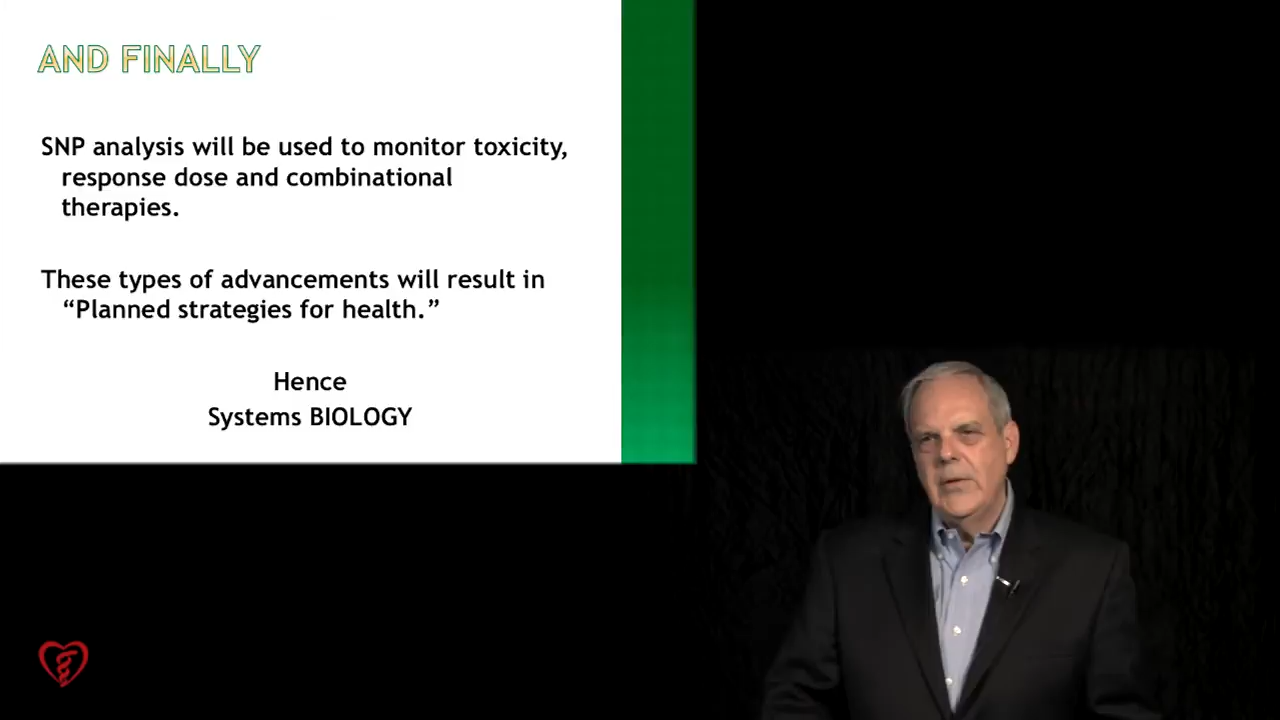 AND FINALLY
SNP analysis will be used to monitor toxicity,
response dose and combinational
therapies.
These types of advancements will result in
“Planned strategies for health.”
Hence
Systems BIOLOGY